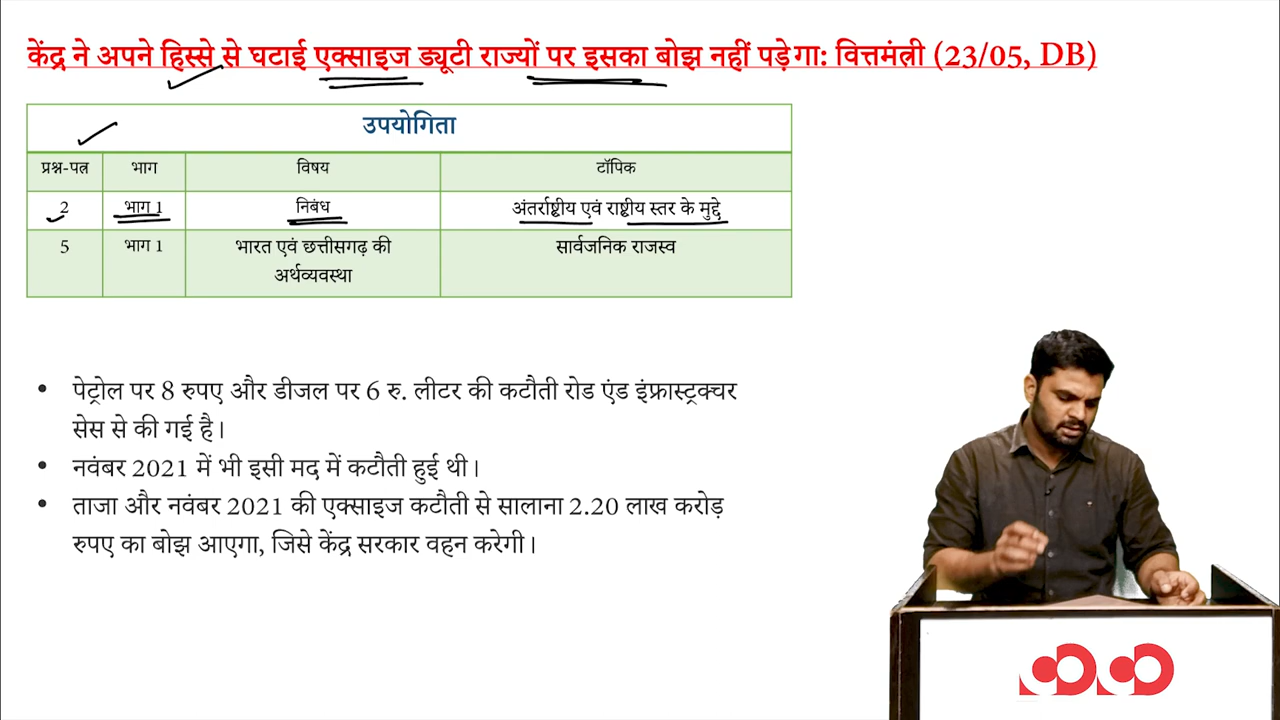 केंद्र ने अपने हिस्से से घटाई एक्साइज ड्यूटी राज्यों पर इसका बोझ नहीं पड़ेगा: वित्तमंत्री (23/05, DB)
उपयोगिता
प्रश्न-पत्र भाग विषय टॉपिक
2 भाग 1 निबंध अंतर्राष्ट्रीय एवं राष्ट्रीय स्तर के मुद्दे
5 भाग 1 भारत एवं छत्तीसगढ़ की सार्वजनिक राजस्व
अर्थव्यवस्था
• पेट्रोल पर 8 रुपए और डीजल पर 6 रु. लीटर की कटौती रोड एंड इंफ्रास्ट्रक्चर
सेस से की गई है।
• नवंबर 2021 में भी इसी मद में कटौती हुई थी।
• ताजा और नवंबर 2021 की एक्साइज कटौती से सालाना 2.20 लाख करोड़
रुपए का बोझ आएगा, जिसे केंद्र सरकार वहन करेगी।